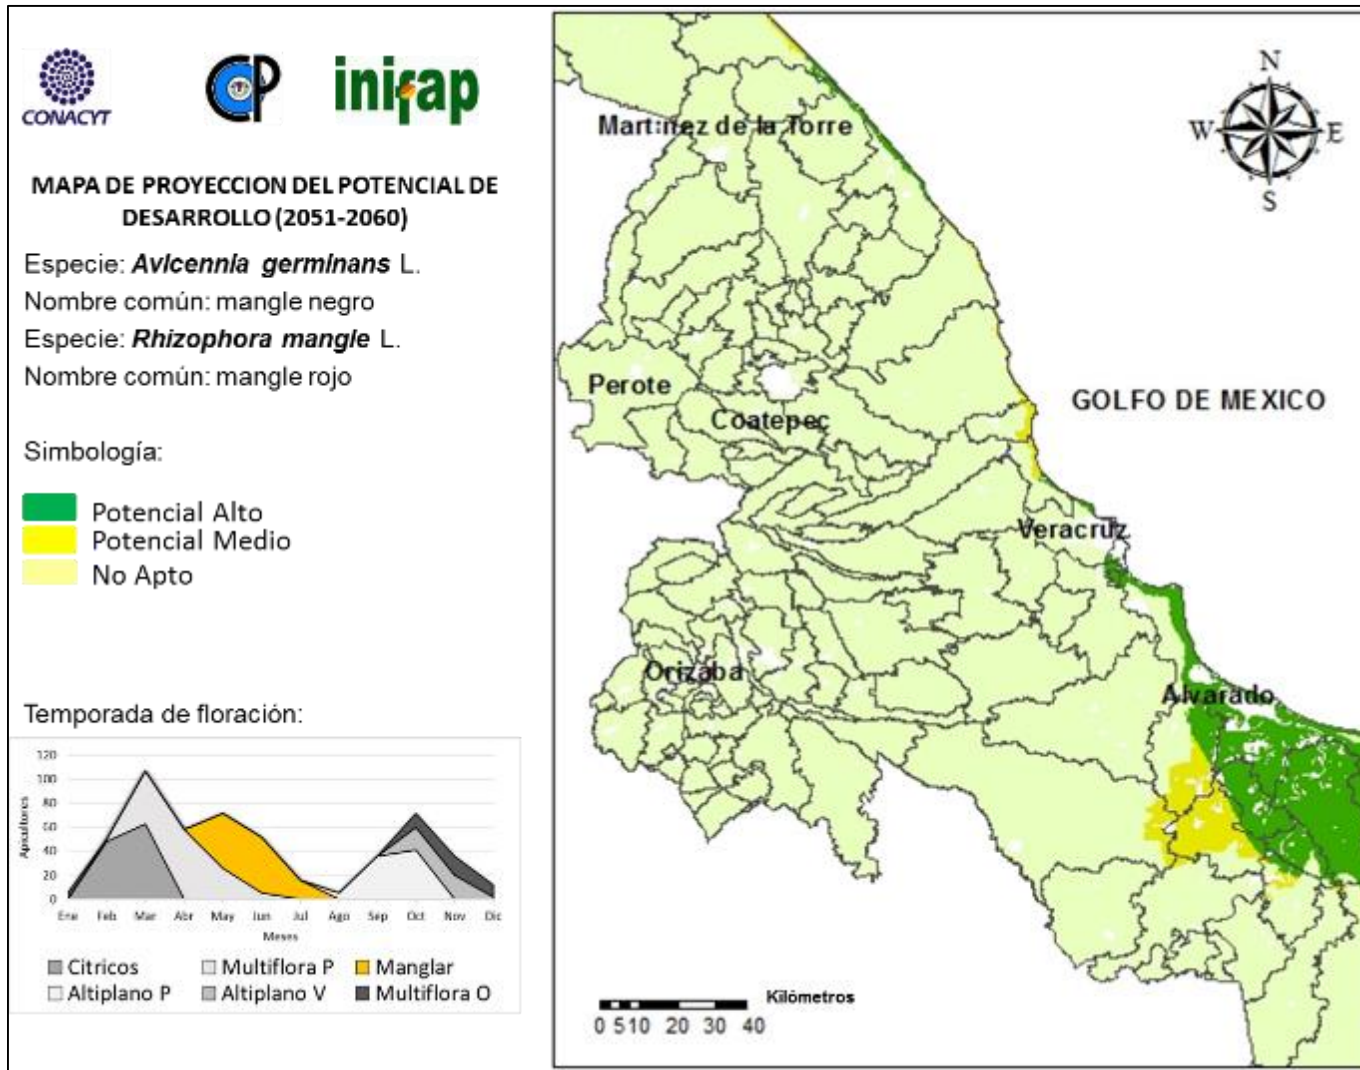 CONACYT
CP
inifap
MAPA DE PROYECCION DEL POTENCIAL DE
DESARROLLO (2051-2060)
Especie: Avicennia germinans L.
Nombre común: mangle negro
Especie: Rhizophora mangle L.
Nombre común: mangle rojo
Simbología:
Potencial Alto
Potencial Medio
No Apto
Temporada de floración:
120
100
80
60
40
20
0
Apicultores
Ene Feb Mar Abr May Jun Jul Ago Sep Oct Nov Dic
Meses
Citricos Multiflora P Manglar
Altiplano P Altiplano V Multiflora O
N
W E
S
Martinez de la Torre
Perote
Coatepec
GOLFO DE MEXICO
Veracruz
Orizaba
Alvarado
Kilómetros
0 510 20 30 40